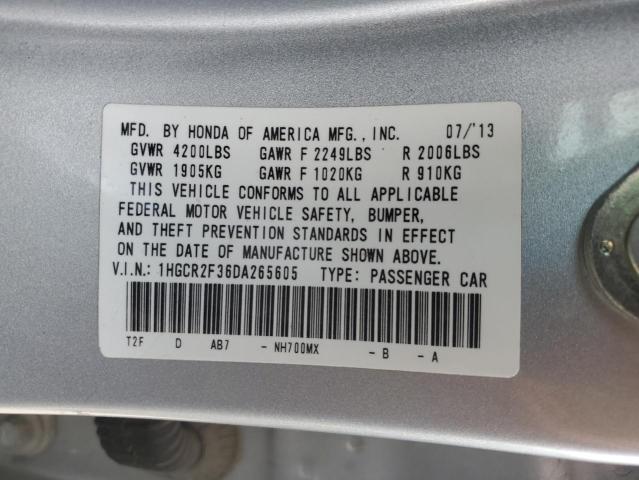 MFD. BY HONDA OF AMERICA MFG., INC. 07/'13
GVWR 4200LBS GAWR F 2249LBS R 2006LBS
GVWR 1905KG GAWR F 1020KG R 910KG
THIS VEHICLE CONFORMS TO ALL APPLICABLE
FEDERAL MOTOR VEHICLE SAFETY, BUMPER,
AND THEFT PREVENTION STANDARDS IN EFFECT
ON THE DATE OF MANUFACTURE SHOWN ABOVE.
V.I.N.: 1HGCR2F36DA265605 TYPE: PASSENGER CAR
T2F D AB7 - NH700MX - B - A